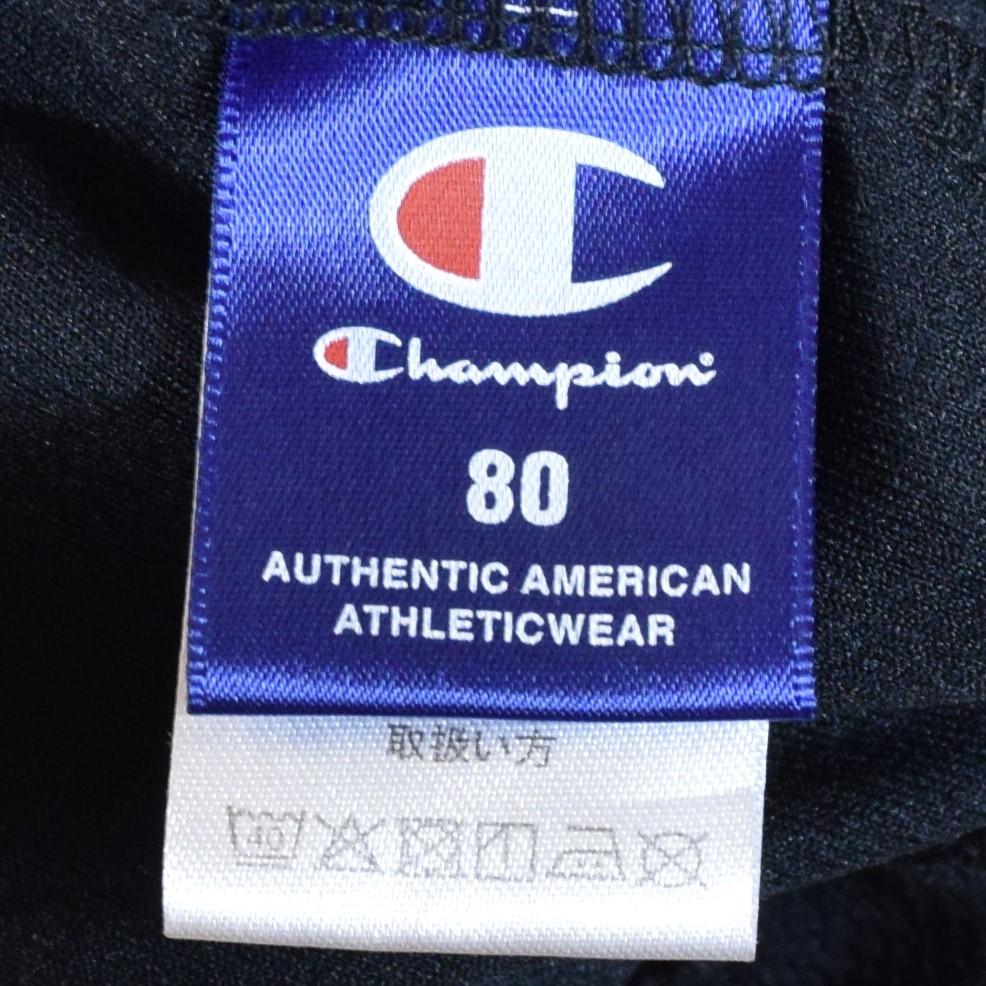 Champion
80
AUTHENTIC AMERICAN
ATHLETICWEAR
取扱い方
40